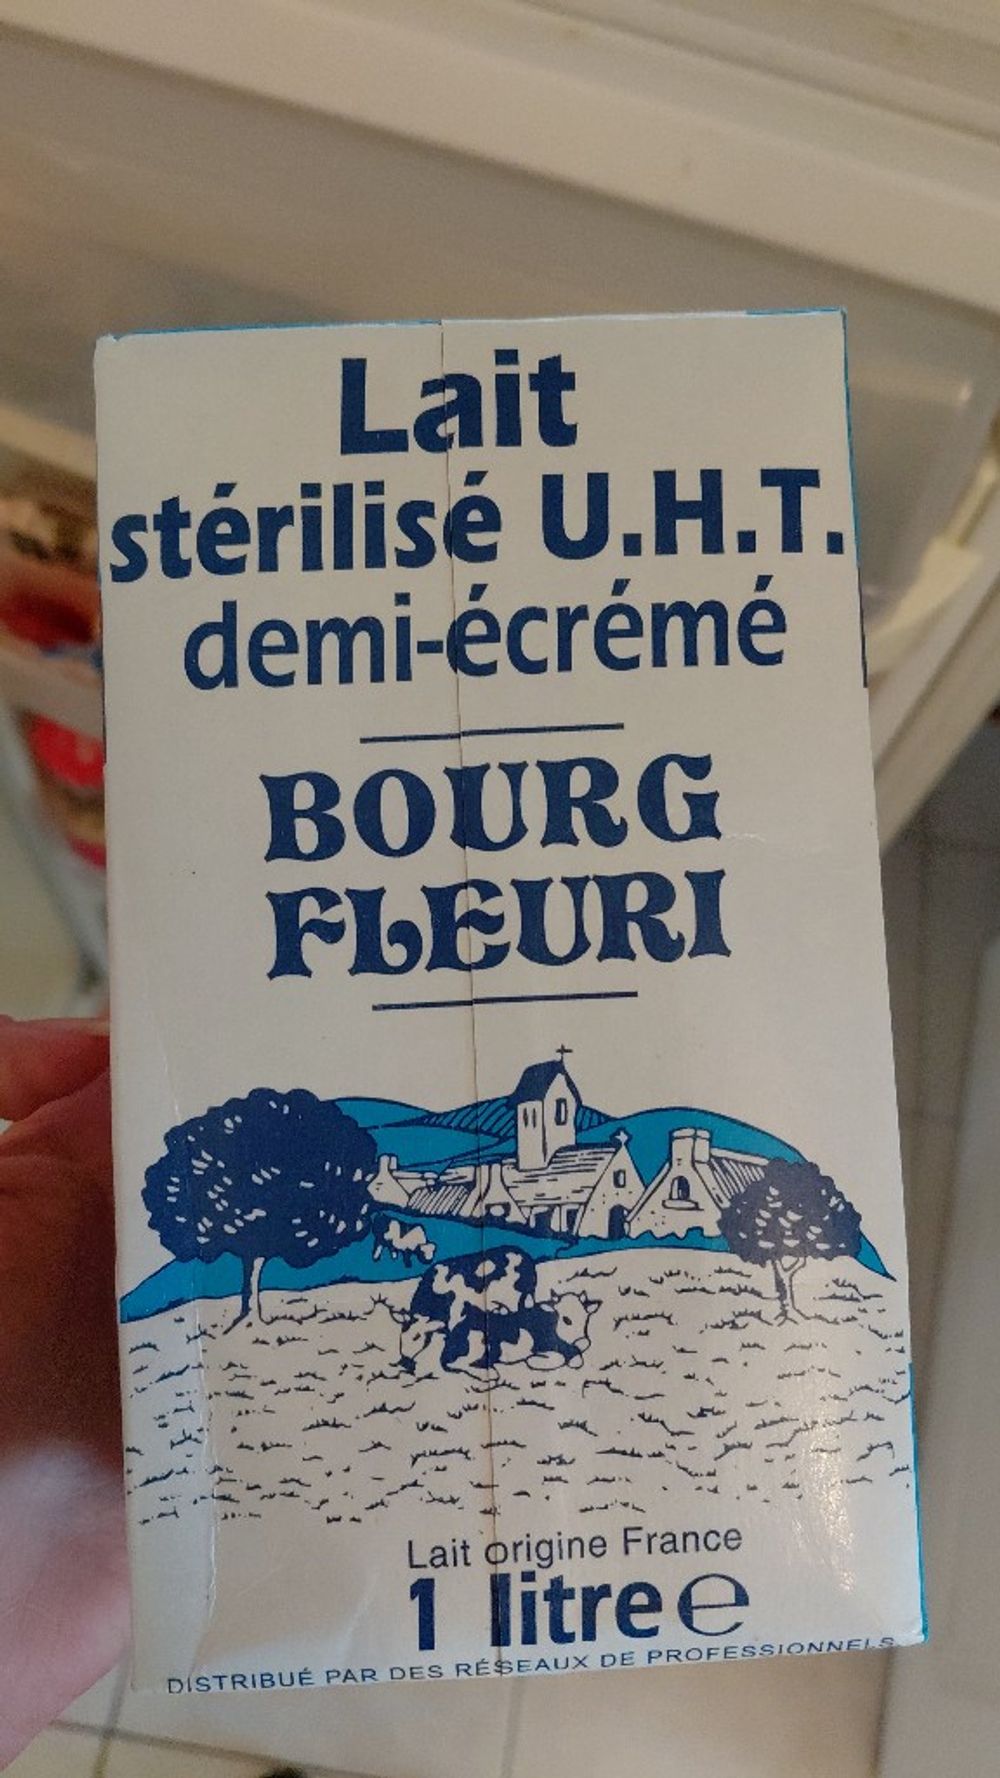 Lait
stérilisé U.H.T.
demi-écrémé
BOURG
FLEURI
Lait origine France
1 litre e
DISTRIBUÉ PAR DES RÉSEAUX DE PROFESSIONNELS.